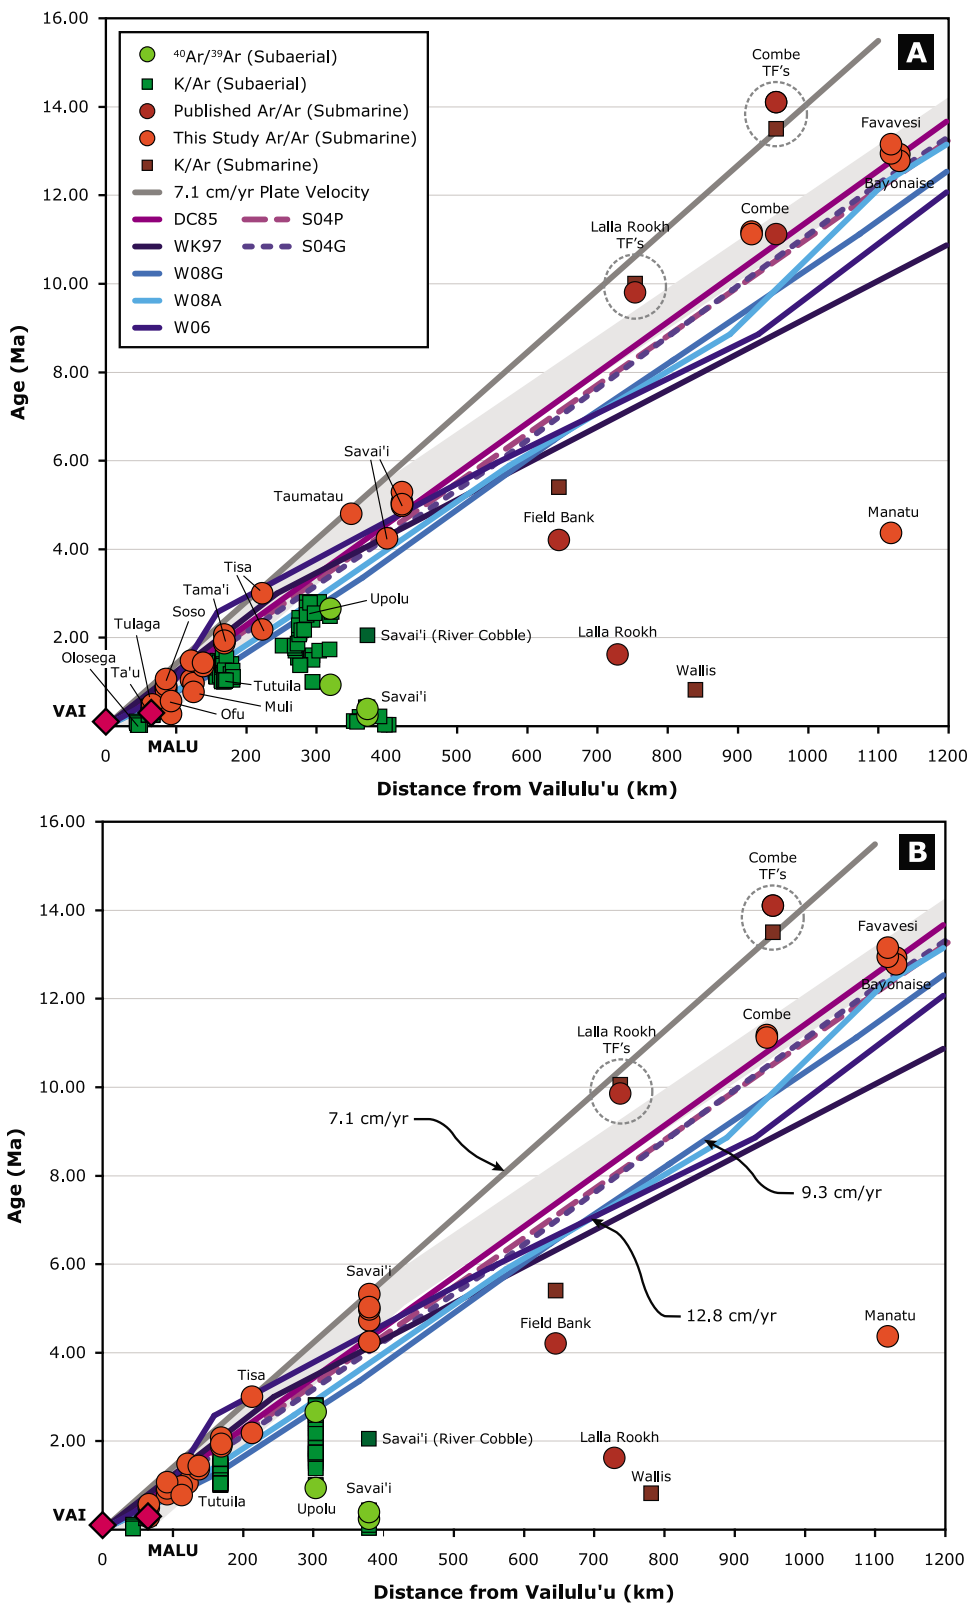 16.00
14.00
12.00
10.00
8.00
6.00
4.00
2.00
Age (Ma)
A
⁴⁰Ar/³⁹Ar (Subaerial)
K/Ar (Subaerial)
Published Ar/Ar (Submarine)
This Study Ar/Ar (Submarine)
K/Ar (Submarine)
7.1 cm/yr Plate Velocity
DC85
S04P
WK97
S04G
W08G
W08A
W06
Combe
TF's
Favavesi
Bayonaise
Combe
Lalla Rookh
TF's
Savai'i
Taumatau
Field Bank
Manatu
Tisa
Tama'i
Soso
Tulaga
Olosega
Ta'u
Upolu
Savai'i (River Cobble)
Lalla Rookh
Wallis
Savai'i
Tutuila
Muli
Ofu
VAI
MALU
0
100
200
300
400
500
600
700
800
900
1000
1100
1200
Distance from Vailulu'u (km)
16.00
14.00
12.00
10.00
8.00
6.00
4.00
2.00
Age (Ma)
B
Combe
TF's
Favavesi
Bayonaise
Combe
Lalla Rookh
TF's
7.1 cm/yr
9.3 cm/yr
12.8 cm/yr
Savai'i
Field Bank
Manatu
Tisa
Savai'i (River Cobble)
Lalla Rookh
Wallis
Tutuila
Upolu
Savai'i
VAI
MALU
0
100
200
300
400
500
600
700
800
900
1000
1100
1200
Distance from Vailulu'u (km)